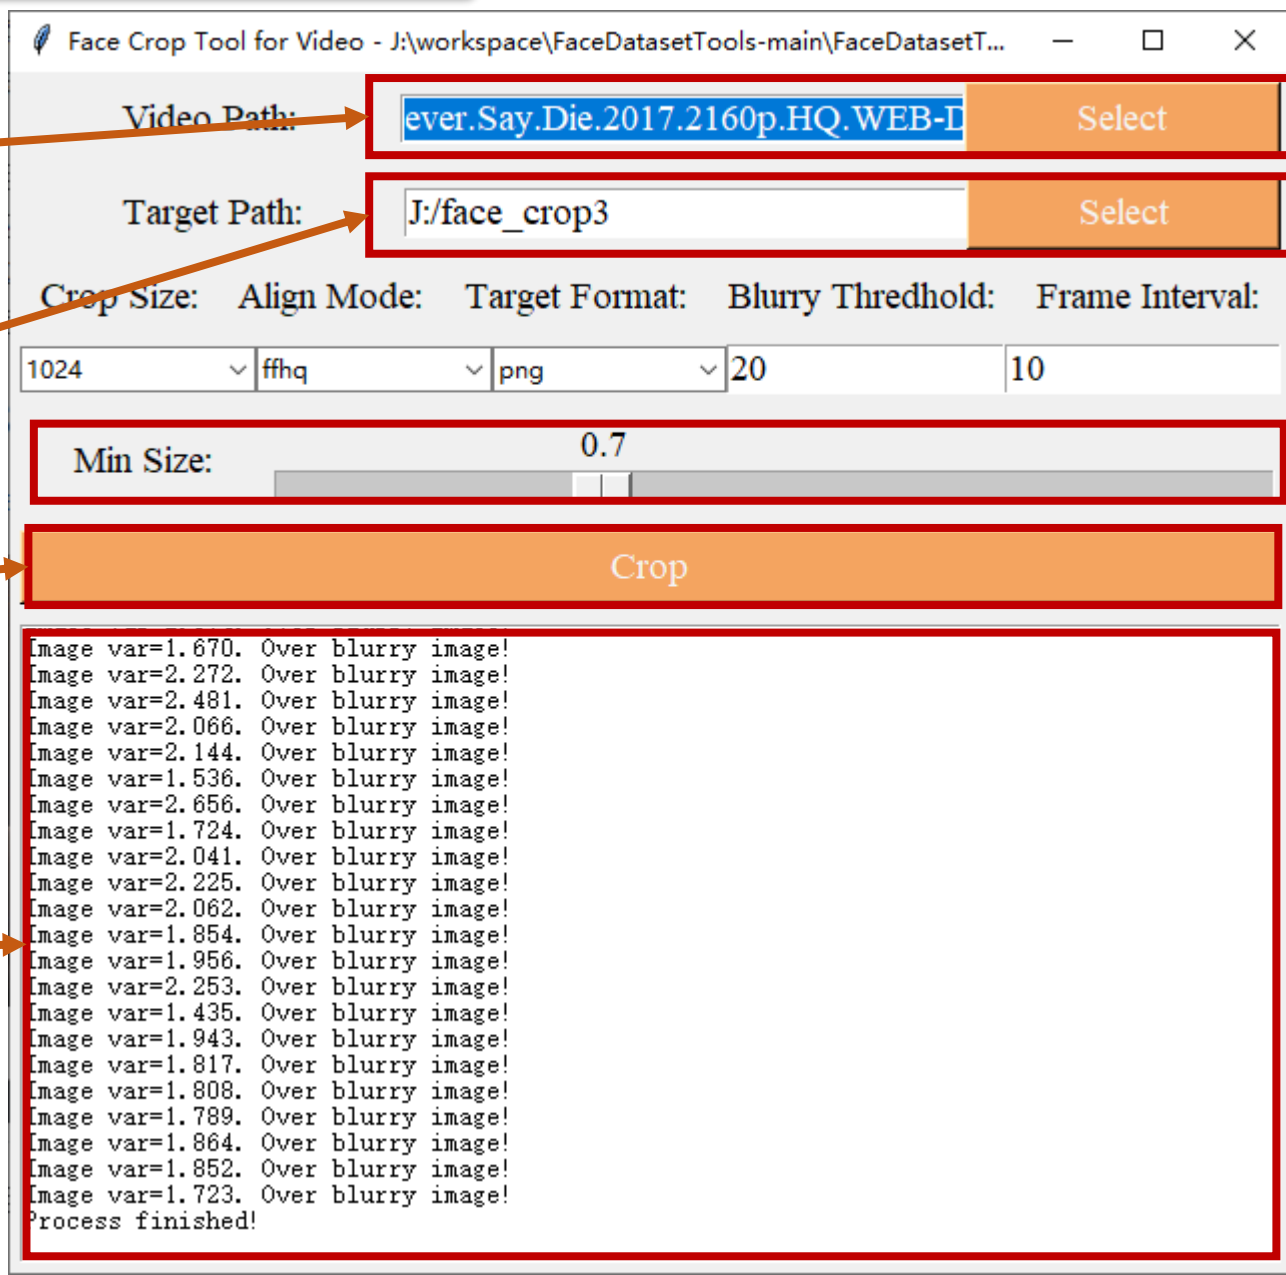 Face Crop Tool for Video - J:\workspace\FaceDatasetTools-main\FaceDatasetT...
Video Path: ever.Say.Die.2017.2160p.HQ.WEB-D Select
Target Path: J:/face_crop3 Select
Crop Size: Align Mode: Target Format: Blurry Thredhold: Frame Interval:
1024 ffhq png 20 10
0.7
Min Size:
Crop
Image var=1.670. Over blurry image!
Image var=2.272. Over blurry image!
Image var=2.481. Over blurry image!
Image var=2.066. Over blurry image!
Image var=2.144. Over blurry image!
Image var=1.536. Over blurry image!
Image var=2.656. Over blurry image!
Image var=1.724. Over blurry image!
Image var=2.041. Over blurry image!
Image var=2.225. Over blurry image!
Image var=2.062. Over blurry image!
Image var=1.854. Over blurry image!
Image var=1.956. Over blurry image!
Image var=2.253. Over blurry image!
Image var=1.435. Over blurry image!
Image var=1.943. Over blurry image!
Image var=1.817. Over blurry image!
Image var=1.808. Over blurry image!
Image var=1.789. Over blurry image!
Image var=1.864. Over blurry image!
Image var=1.852. Over blurry image!
Image var=1.723. Over blurry image!
Process finished!